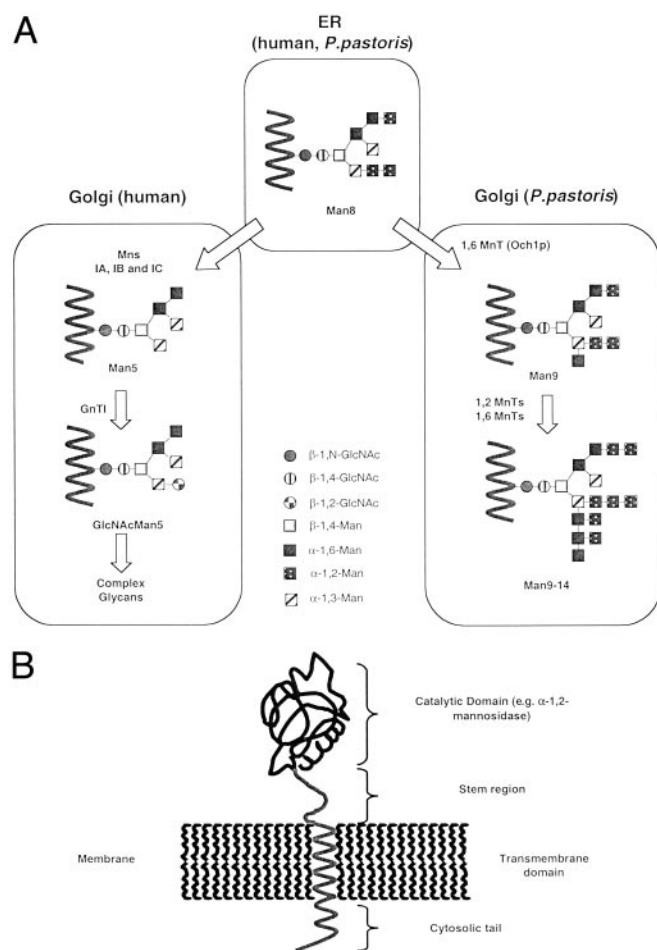 A
ER
(human, P.pastoris)
Man8
Golgi (human)
Mns
IA, IB and IC
Man5
GnTI
GlcNAcMan5
Complex
Glycans
Golgi (P.pastoris)
1,6 MnT (Och1p)
Man9
1,2 MnTs
1,6 MnTs
Man9-14
β-1,N-GlcNAc
β-1,4-GlcNAc
β-1,2-GlcNAc
β-1,4-Man
α-1,6-Man
α-1,2-Man
α-1,3-Man
B
Catalytic Domain (e.g. α-1,2-
mannosidase)
Stem region
Membrane
Transmembrane
domain
Cytosolic tail